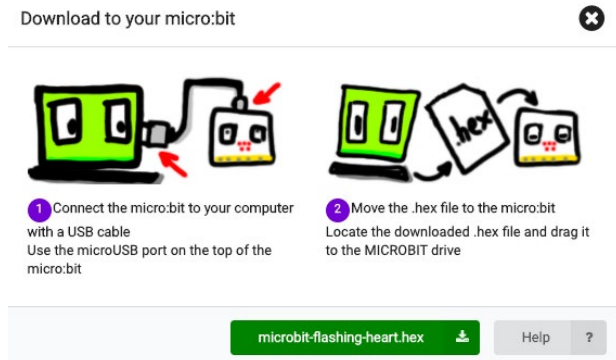 Download to your micro:bit
.hex
1 Connect the micro:bit to your computer
with a USB cable
Use the microUSB port on the top of the
micro:bit
2 Move the .hex file to the micro:bit
Locate the downloaded .hex file and drag it
to the MICROBIT drive
microbit-flashing-heart.hex
Help ?